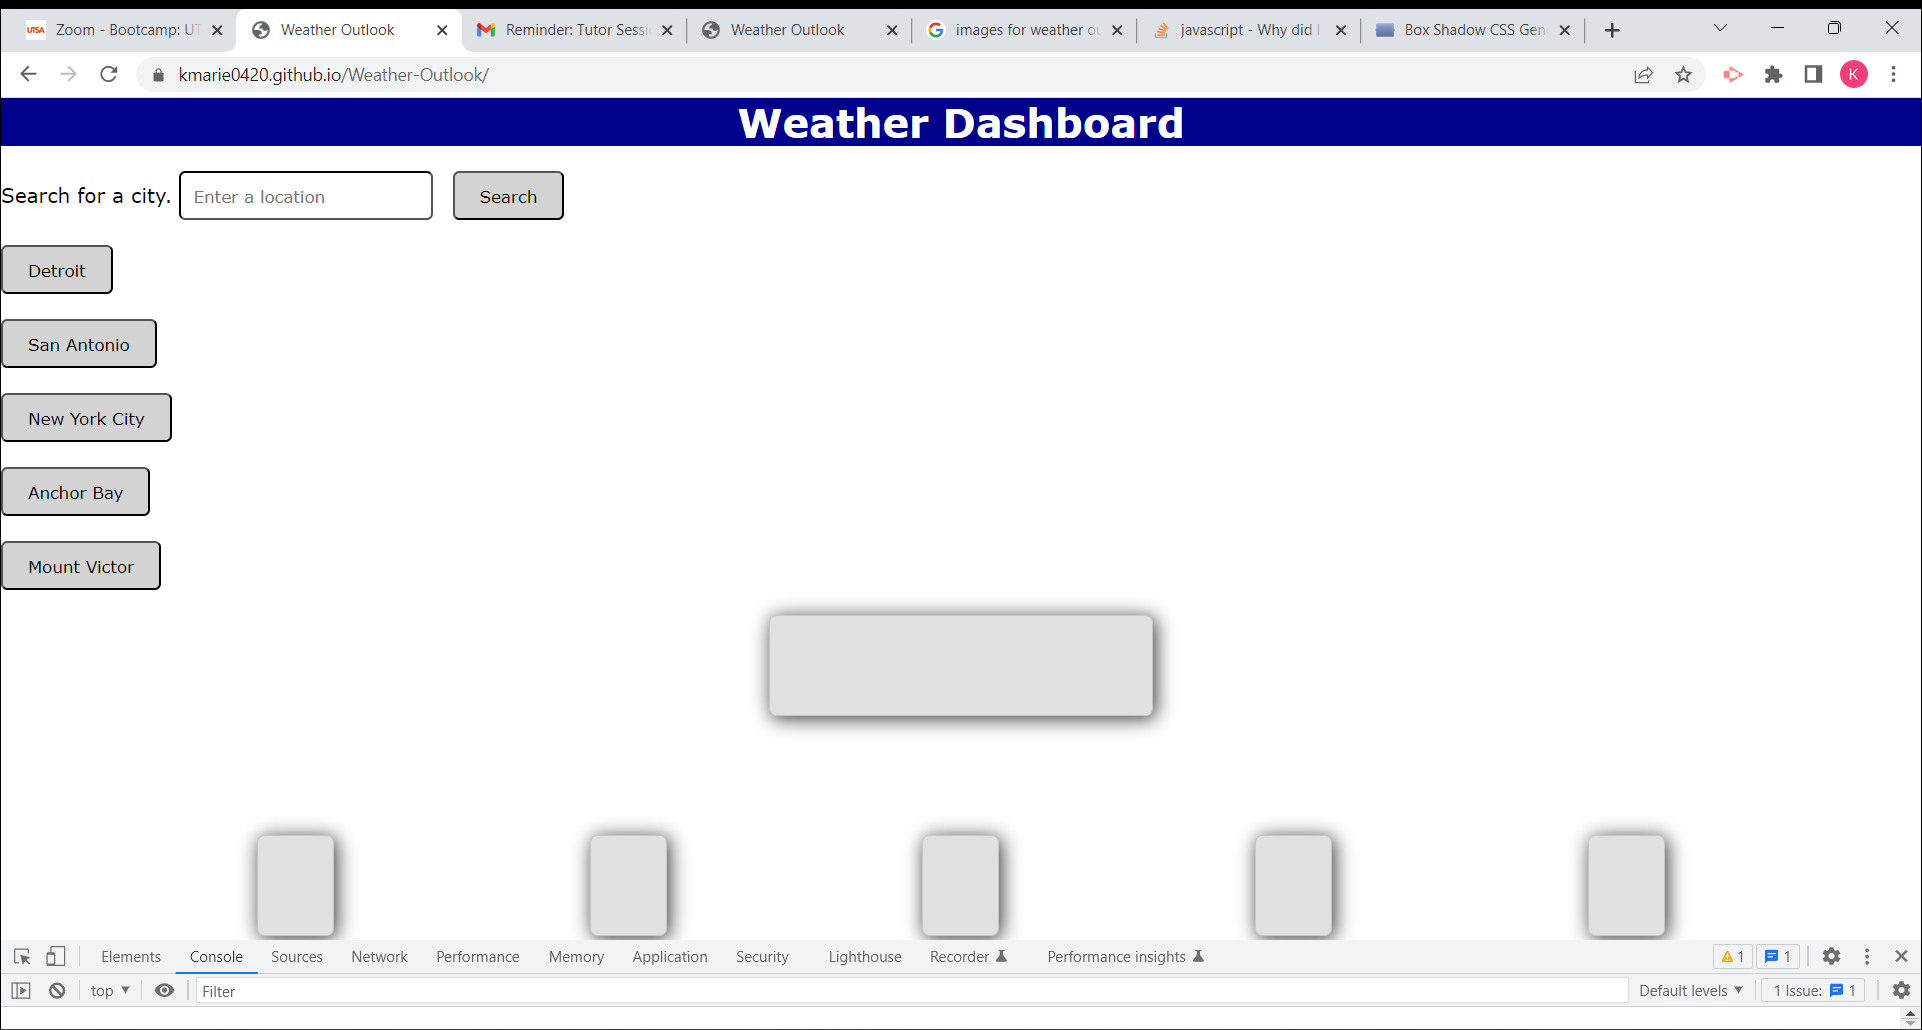 UTSA Zoom - Bootcamp: UT Weather Outlook Reminder: Tutor Sessi Weather Outlook images for weather ou javascript - Why did I Box Shadow CSS Gen
kmarie0420.github.io/Weather-Outlook/ K
Weather Dashboard
Search for a city. Enter a location Search
Detroit
San Antonio
New York City
Anchor Bay
Mount Victor
Elements Console Sources Network Performance Memory Application Security Lighthouse Recorder Performance insights 1 1
top Filter Default levels 1 Issue: 1